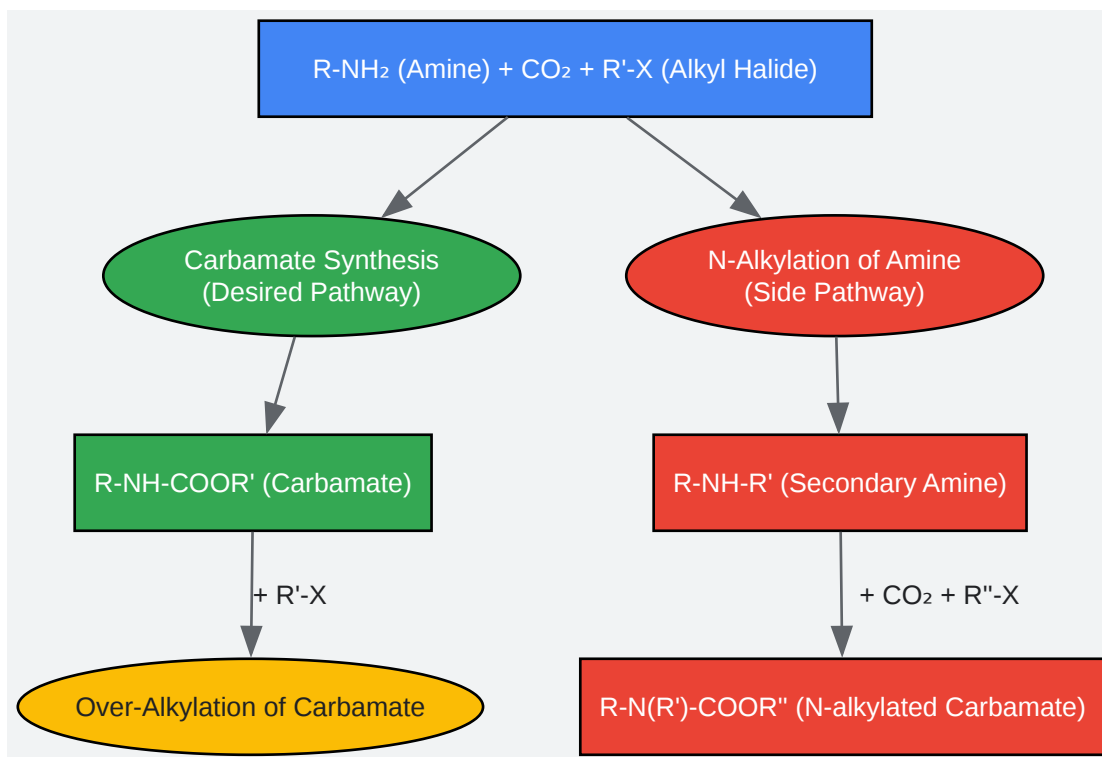 R-NH₂ (Amine) + CO₂ + R'-X (Alkyl Halide)
Carbamate Synthesis
(Desired Pathway)
N-Alkylation of Amine
(Side Pathway)
R-NH-COOR' (Carbamate)
R-NH-R' (Secondary Amine)
+ R'-X
+ CO₂ + R"-X
Over-Alkylation of Carbamate
R-N(R')-COOR" (N-alkylated Carbamate)